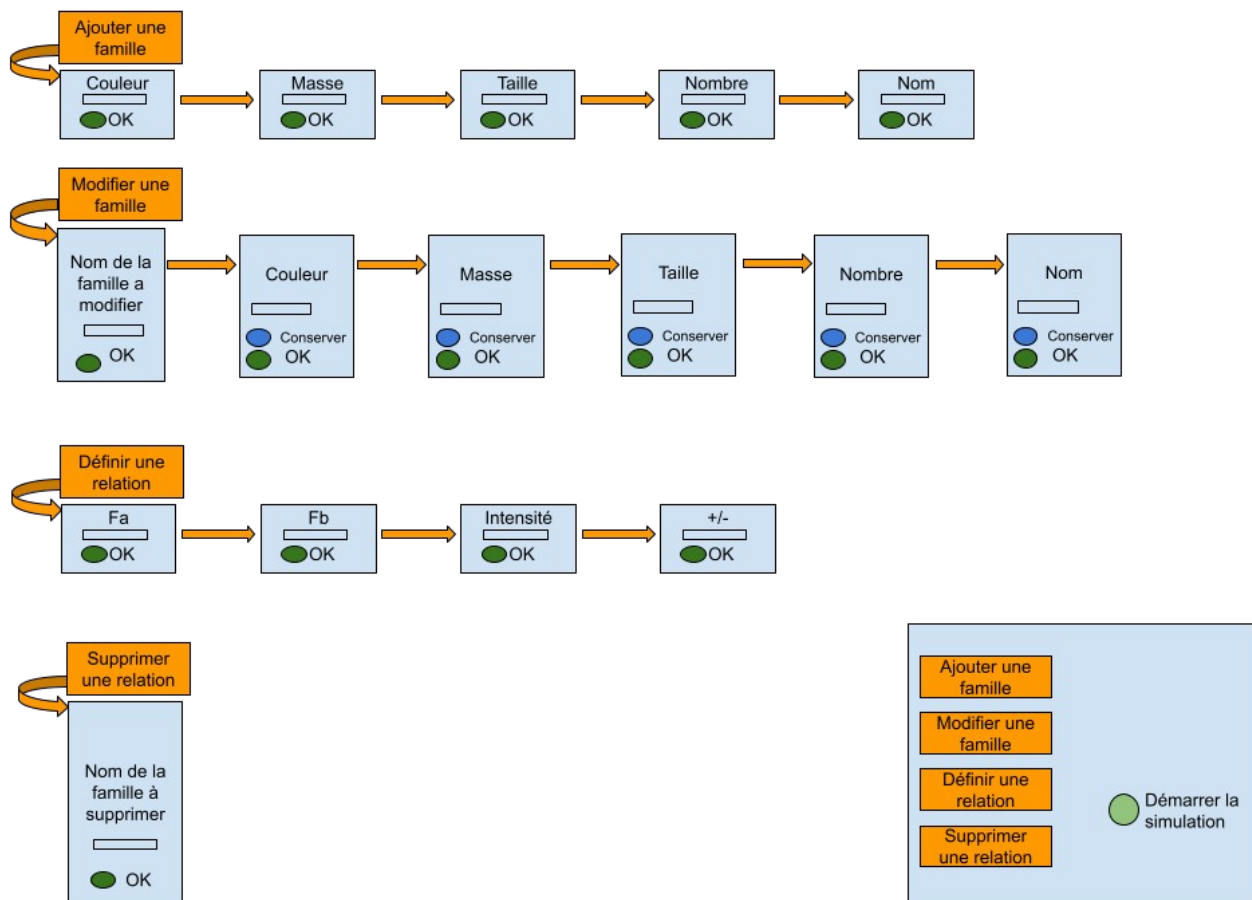 Ajouter une
famille
Couleur
OK
Masse
OK
Taille
OK
Nombre
OK
Nom
OK
Modifier une
famille
Nom de la
famille a
modifier
OK
Couleur
Conserver
OK
Masse
Conserver
OK
Taille
Conserver
OK
Nombre
Conserver
OK
Nom
Conserver
OK
Définir une
relation
Fa
OK
Fb
OK
Intensité
OK
+/-
OK
Supprimer
une relation
Nom de la
famille à
supprimer
OK
Ajouter une
famille
Modifier une
famille
Définir une
relation
Supprimer
une relation
Démarrer la
simulation